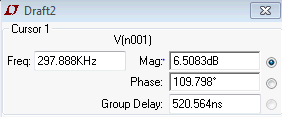 Draft2
Cursor 1
V(n001)
Freq: 297.888KHz Mag: 6.5083dB
Phase: 109.798°
Group Delay: 520.564ns